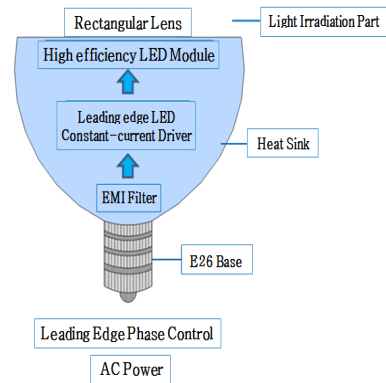 Rectangular Lens
Light Irradiation Part
High efficiency LED Module
Leading edge LED
Constant-current Driver
Heat Sink
EMI Filter
E26 Base
Leading Edge Phase Control
AC Power